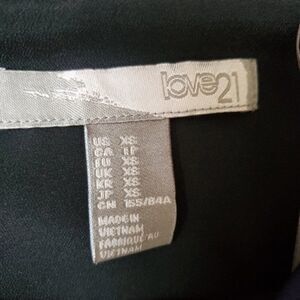 love21
US XS
CA TP
EU XS
UK XS
KR XS
JP XS
CN 155/84A
MADE IN
VIETNAM
FABRIQUÉ AU
VIETNAM